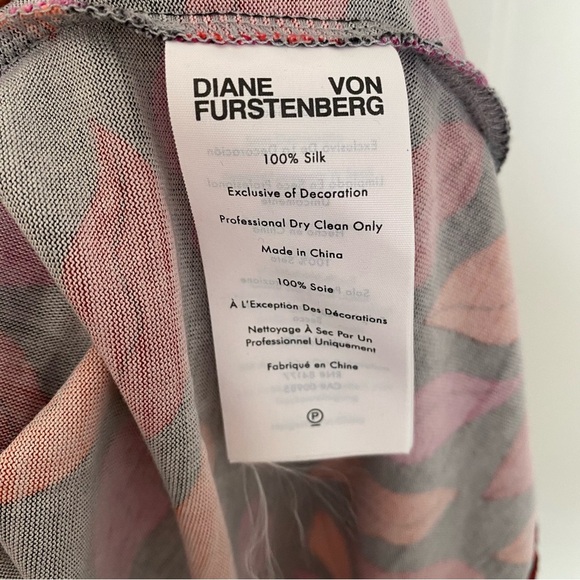 DIANE VON
FURSTENBERG
100% Silk
Exclusive of Decoration
Professional Dry Clean Only
Made in China
100% Soie
À L'Exception Des Décorations
Nettoyage À Sec Par Un
Professionnel Uniquement
Fabriqué en Chine
P